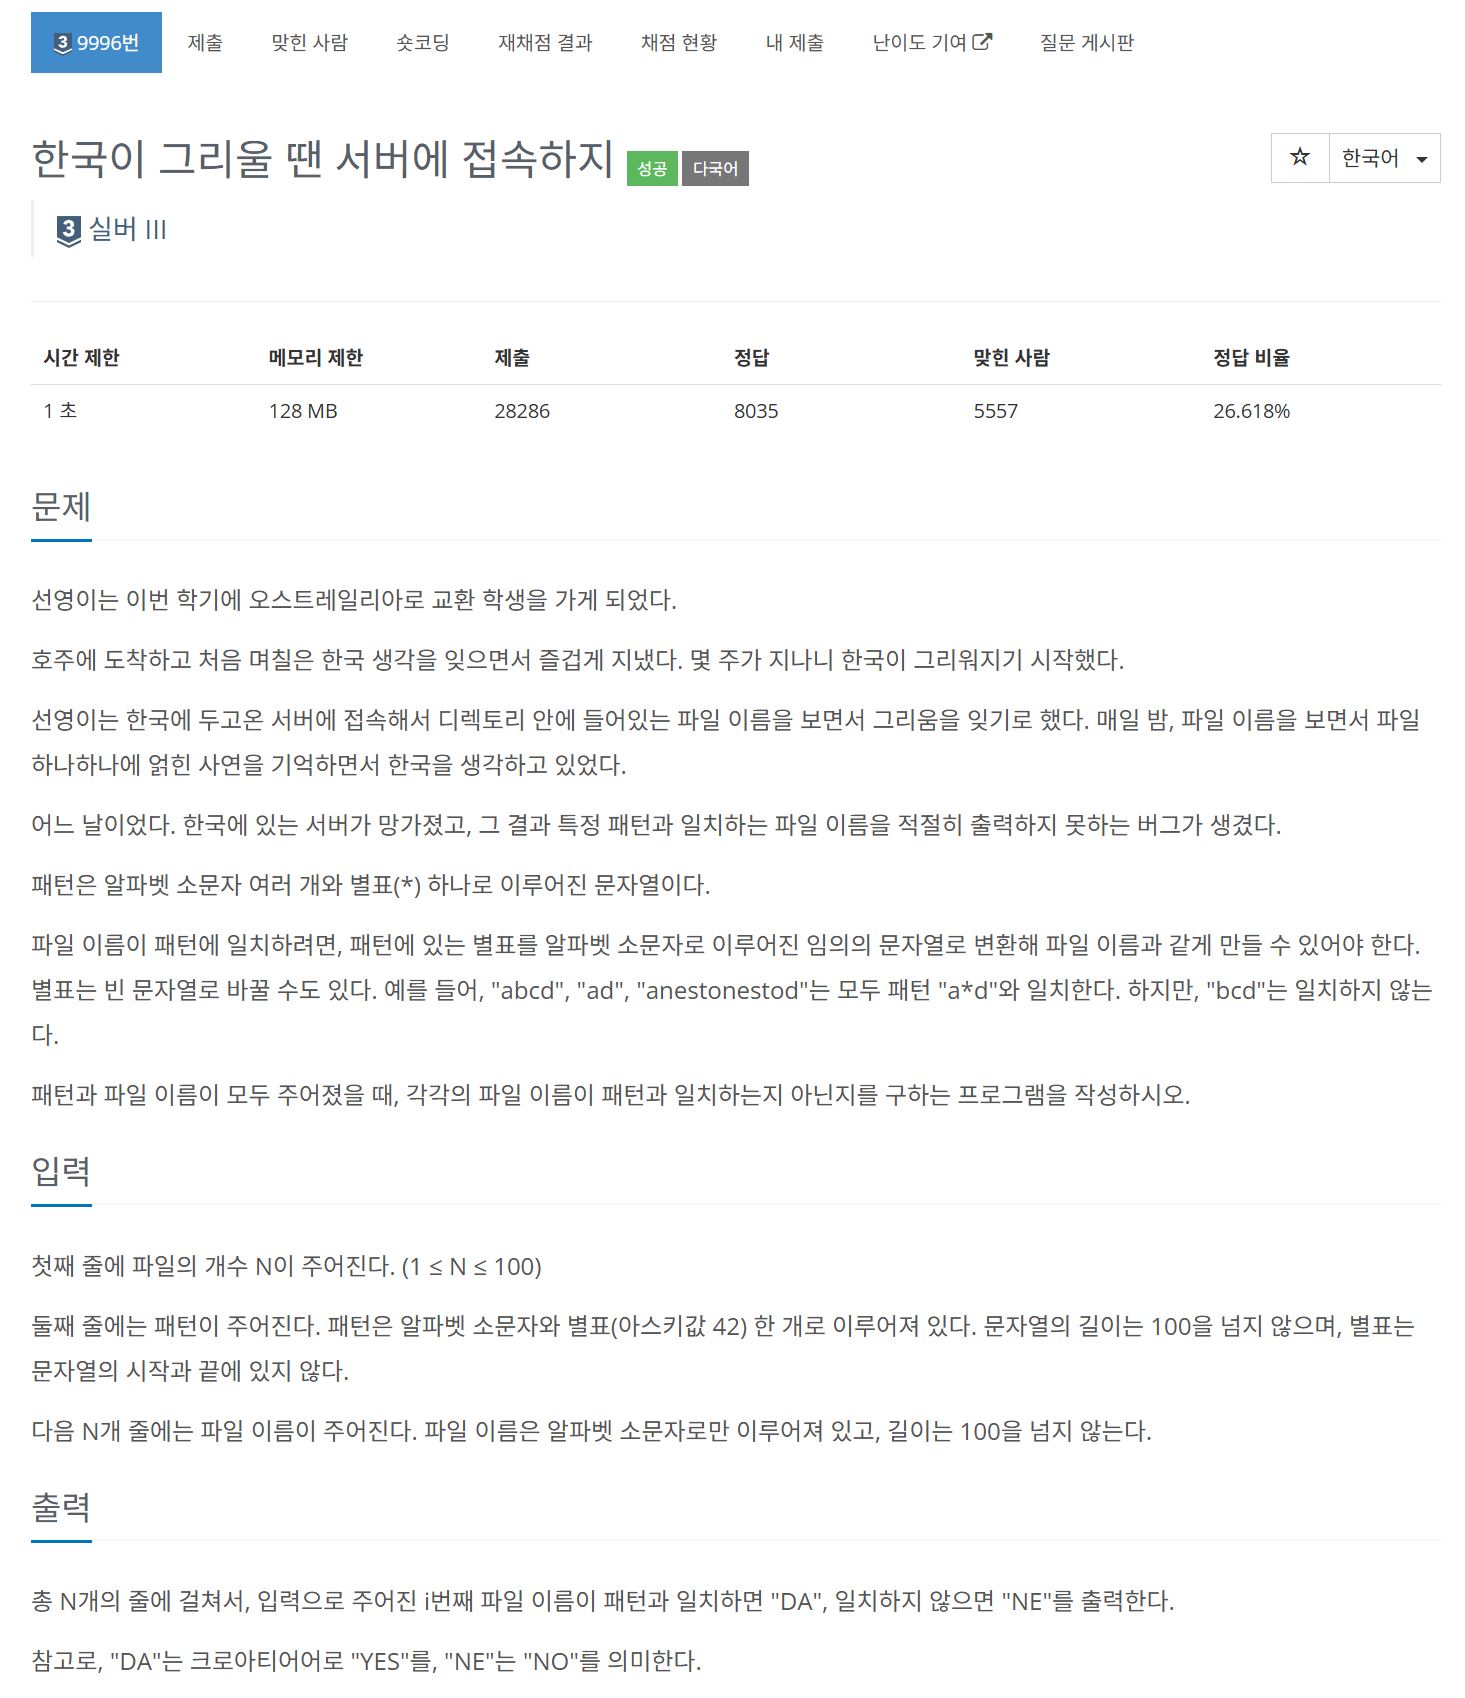 3 9996번 제출 맞힌 사람 숏코딩 재채점 결과 채점 현황 내 제출 난이도 기여 질문 게시판
한국이 그리울 땐 서버에 접속하지 성공 다국어 ☆ 한국어
3 실버 III
시간 제한 메모리 제한 제출 정답 맞힌 사람 정답 비율
1 초 128 MB 28286 8035 5557 26.618%
문제
선영이는 이번 학기에 오스트레일리아로 교환 학생을 가게 되었다.
호주에 도착하고 처음 며칠은 한국 생각을 잊으면서 즐겁게 지냈다. 몇 주가 지나니 한국이 그리워지기 시작했다.
선영이는 한국에 두고온 서버에 접속해서 디렉토리 안에 들어있는 파일 이름을 보면서 그리움을 잊기로 했다. 매일 밤, 파일 이름을 보면서 파일
하나하나에 얽힌 사연을 기억하면서 한국을 생각하고 있었다.
어느 날이었다. 한국에 있는 서버가 망가졌고, 그 결과 특정 패턴과 일치하는 파일 이름을 적절히 출력하지 못하는 버그가 생겼다.
패턴은 알파벳 소문자 여러 개와 별표(*) 하나로 이루어진 문자열이다.
파일 이름이 패턴에 일치하려면, 패턴에 있는 별표를 알파벳 소문자로 이루어진 임의의 문자열로 변환해 파일 이름과 같게 만들 수 있어야 한다.
별표는 빈 문자열로 바꿀 수도 있다. 예를 들어, "abcd", "ad", "anestonestod"는 모두 패턴 "a*d"와 일치한다. 하지만, "bcd"는 일치하지 않는
다.
패턴과 파일 이름이 모두 주어졌을 때, 각각의 파일 이름이 패턴과 일치하는지 아닌지를 구하는 프로그램을 작성하시오.
입력
첫째 줄에 파일의 개수 N이 주어진다. (1 ≤ N ≤ 100)
둘째 줄에는 패턴이 주어진다. 패턴은 알파벳 소문자와 별표(아스키값 42) 한 개로 이루어져 있다. 문자열의 길이는 100을 넘지 않으며, 별표는
문자열의 시작과 끝에 있지 않다.
다음 N개 줄에는 파일 이름이 주어진다. 파일 이름은 알파벳 소문자로만 이루어져 있고, 길이는 100을 넘지 않는다.
출력
총 N개의 줄에 걸쳐서, 입력으로 주어진 i번째 파일 이름이 패턴과 일치하면 "DA", 일치하지 않으면 "NE"를 출력한다.
참고로, "DA"는 크로아티어어로 "YES"를, "NE"는 "NO"를 의미한다.